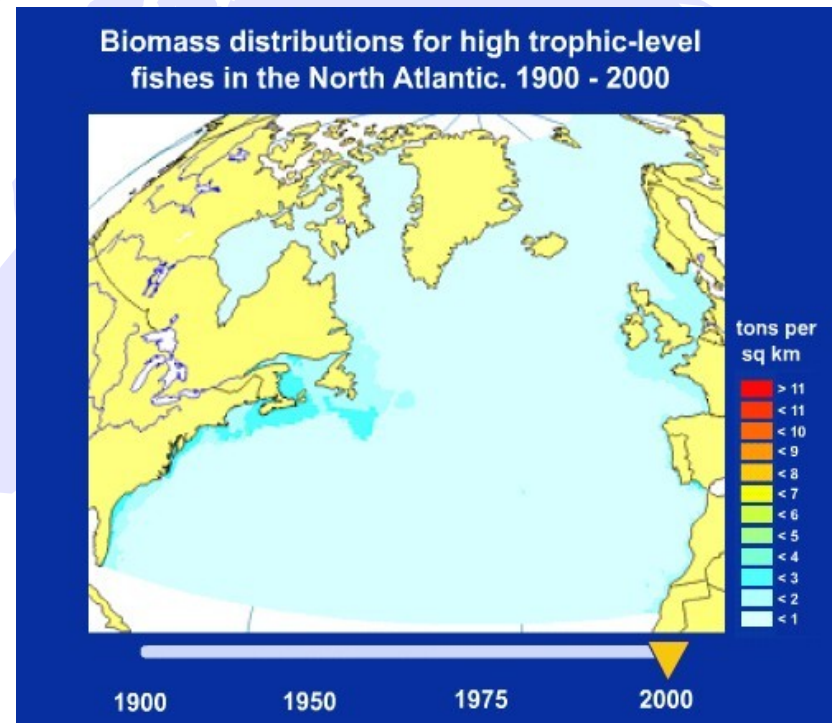 Biomass distributions for high trophic-level
fishes in the North Atlantic. 1900 - 2000
tons per
sq km
> 11
< 11
< 10
< 9
< 8
< 7
< 6
< 5
< 4
< 3
< 2
< 1
1900 1950 1975 2000